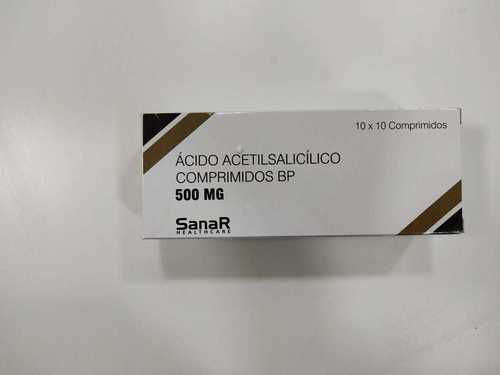 10 x 10 Comprimidos
ÁCIDO ACETILSALICÍLICO
COMPRIMIDOS BP
500 MG
SanaR
HEALTHCARE